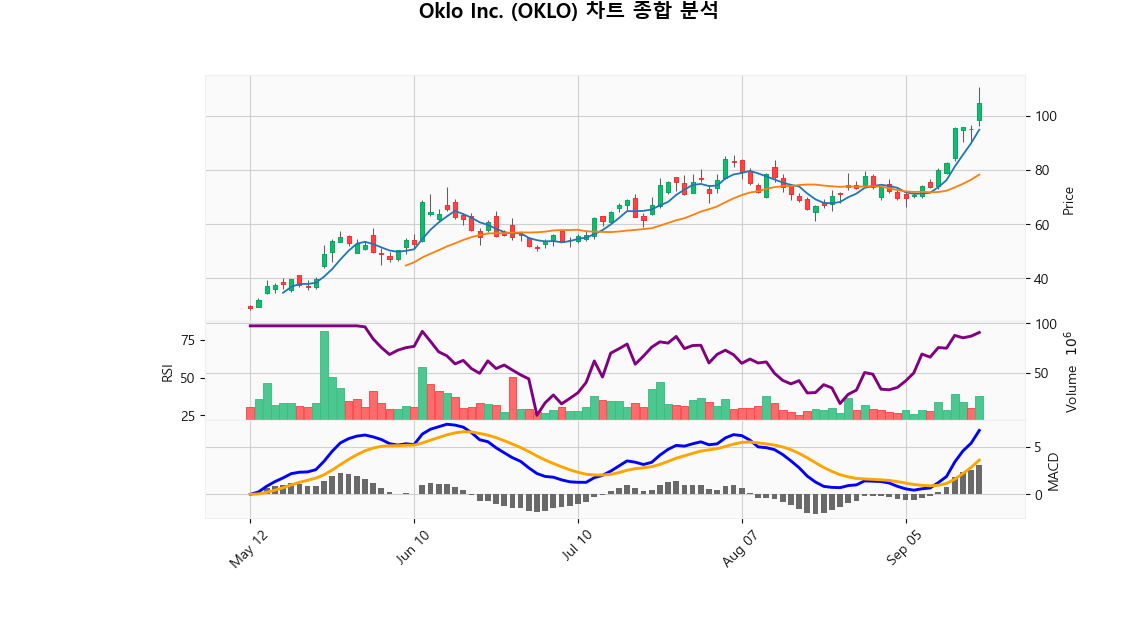 Oklo Inc. (OKLO) 차트 종합 분석
100
80
60
40
Price
75
50
25
RSI
100
50
Volume 10⁶
5
0
MACD
May 12
Jun 10
Jul 10
Aug 07
Sep 05